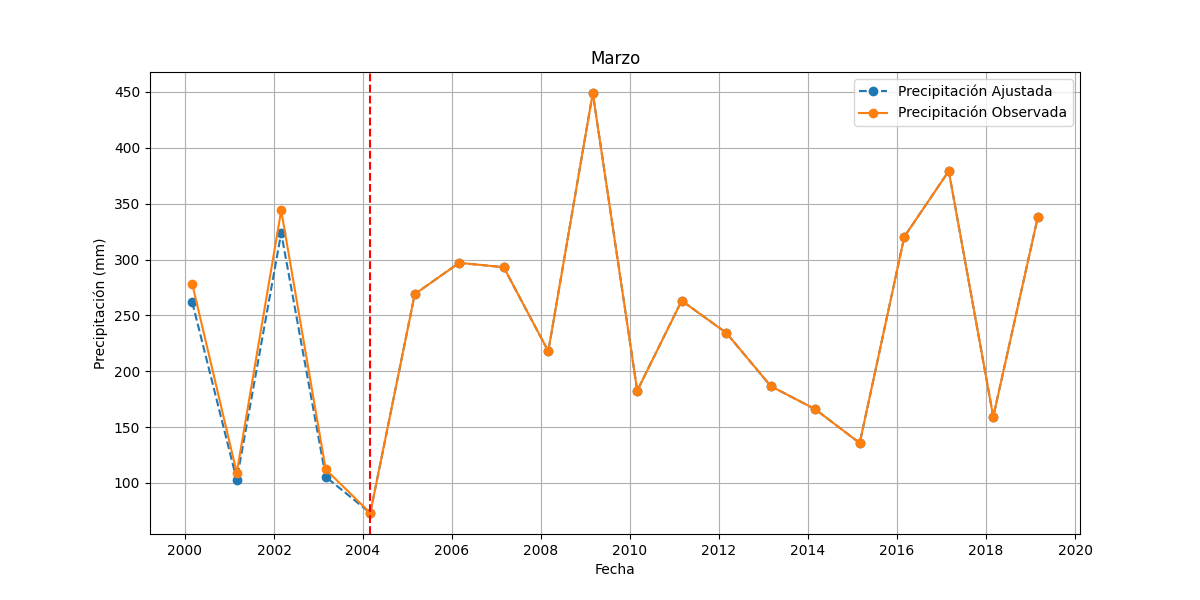 Marzo
Precipitación Ajustada
Precipitación Observada
450
400
350
300
250
200
150
100
Precipitación (mm)
2000 2002 2004 2006 2008 2010 2012 2014 2016 2018 2020
Fecha